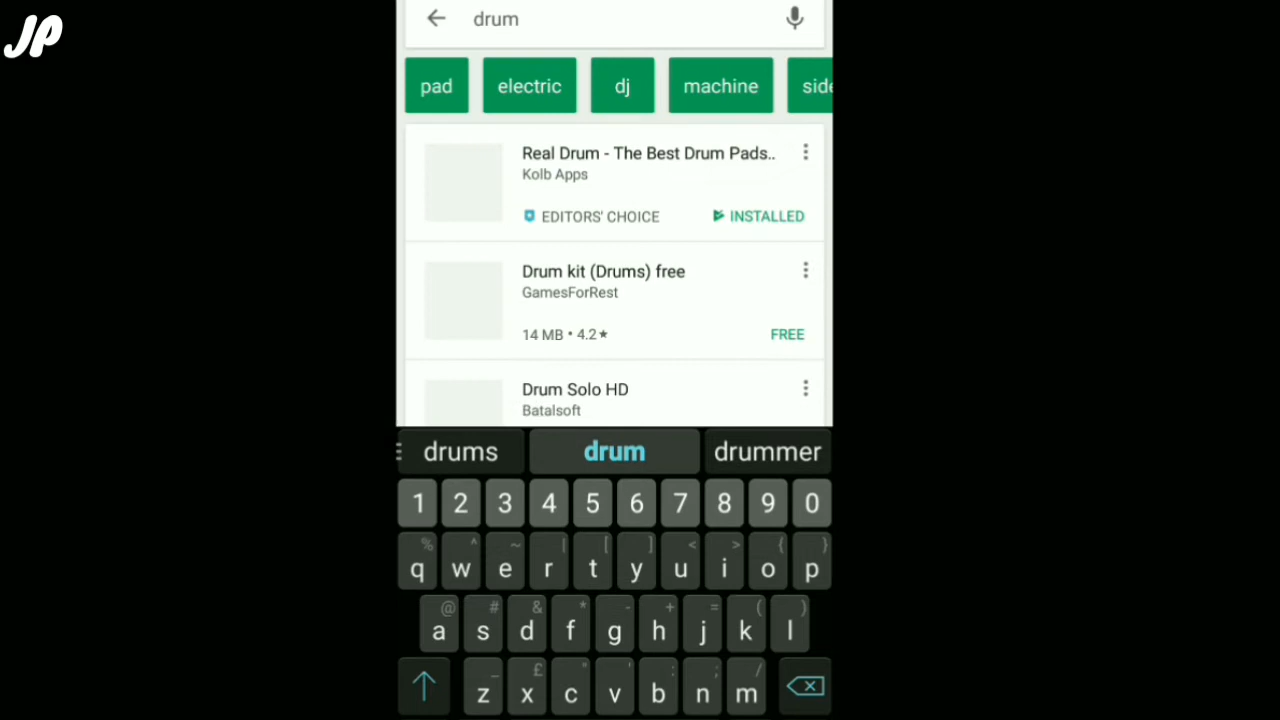 JP
drum
pad electric dj machine side
Real Drum - The Best Drum Pads..
Kolb Apps
EDITORS' CHOICE INSTALLED
Drum kit (Drums) free
GamesForRest
14 MB • 4.2★ FREE
Drum Solo HD
Batalsoft
drums drum drummer
1 2 3 4 5 6 7 8 9 0
% ^ ~ | [ ] < > { }
q w e r t y u i o p
@ # & * - + = ( )
a s d f g h j k l
_ £ " ' : ; /
z x c v b n m